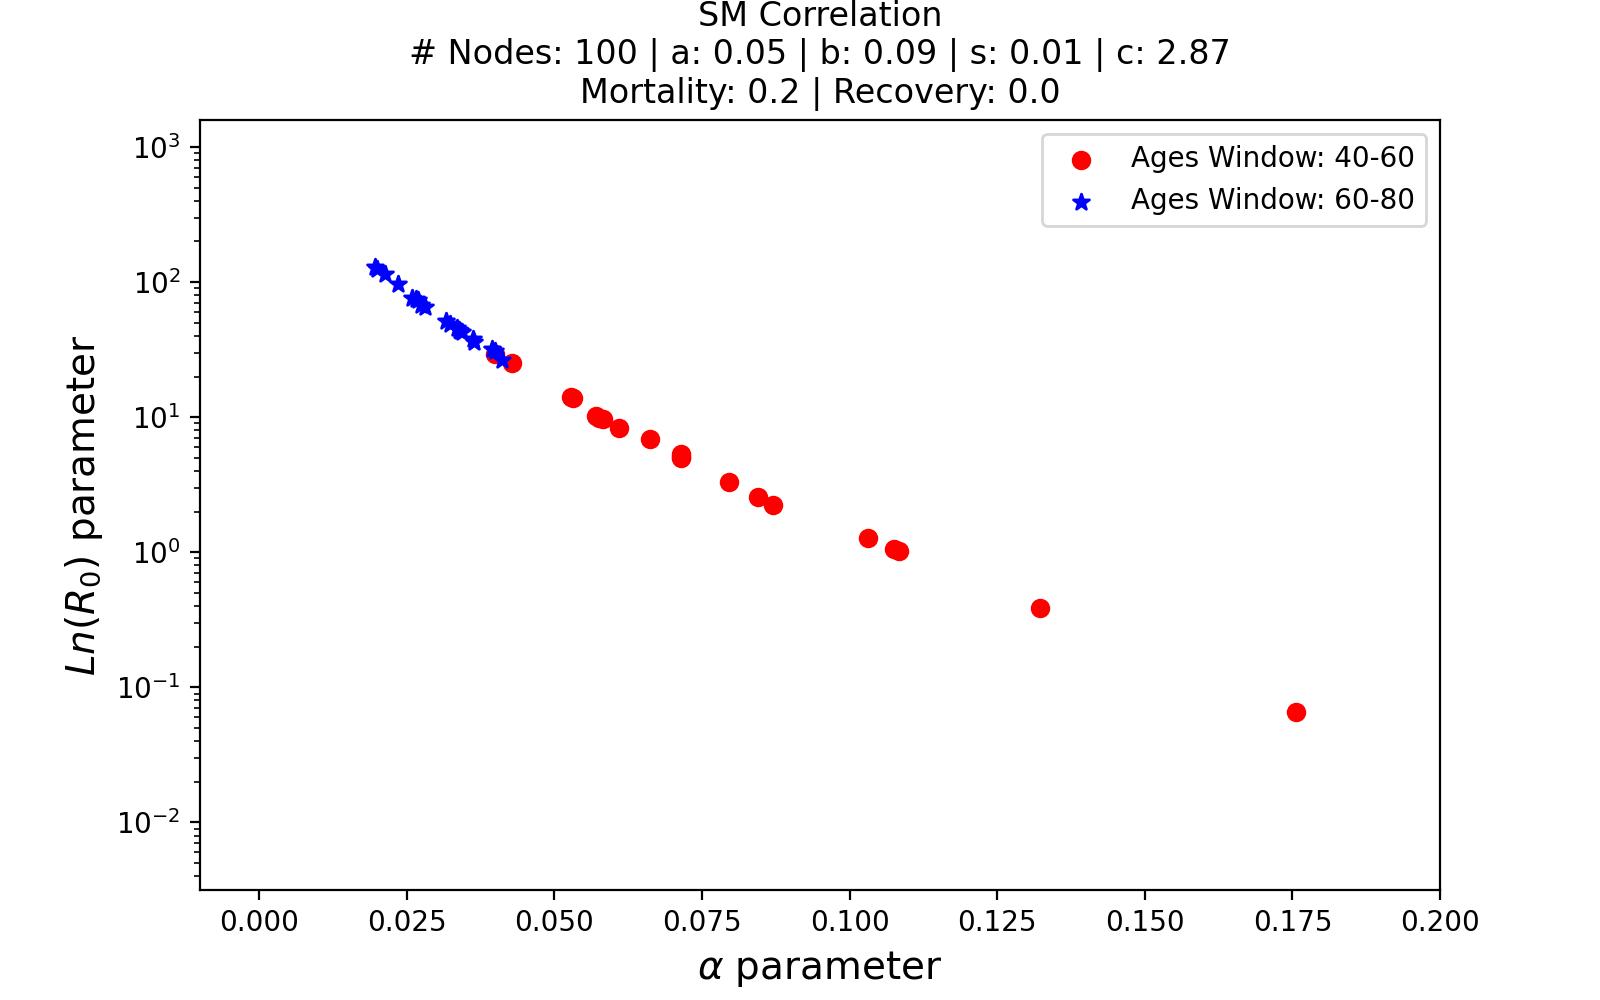 SM Correlation
# Nodes: 100 | a: 0.05 | b: 0.09 | s: 0.01 | c: 2.87
Mortality: 0.2 | Recovery: 0.0
Ages Window: 40-60
Ages Window: 60-80
10³
10²
10¹
10⁰
10⁻¹
10⁻²
Ln(R₀) parameter
0.000 0.025 0.050 0.075 0.100 0.125 0.150 0.175 0.200
α parameter